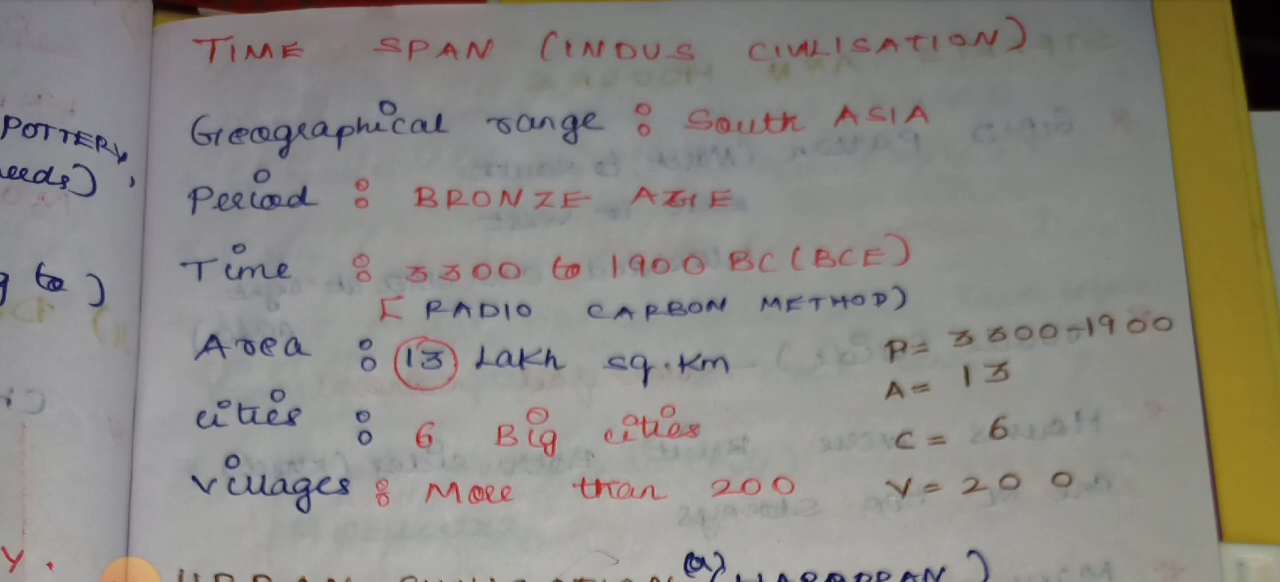 TIME SPAN (INDUS CIVILISATION)
POTTERY,
eeds),
Geographical range : South ASIA
Period : BRONZE AGE
Time : 3300 to 1900 BC (BCE)
[ RADIO CARBON METHOD)
to )
Area : 13 Lakh sq.km
P= 3300-1900
A= 13
cities : 6 Big cities
C = 6
Villages : More than 200
V = 200
Y.
(a)